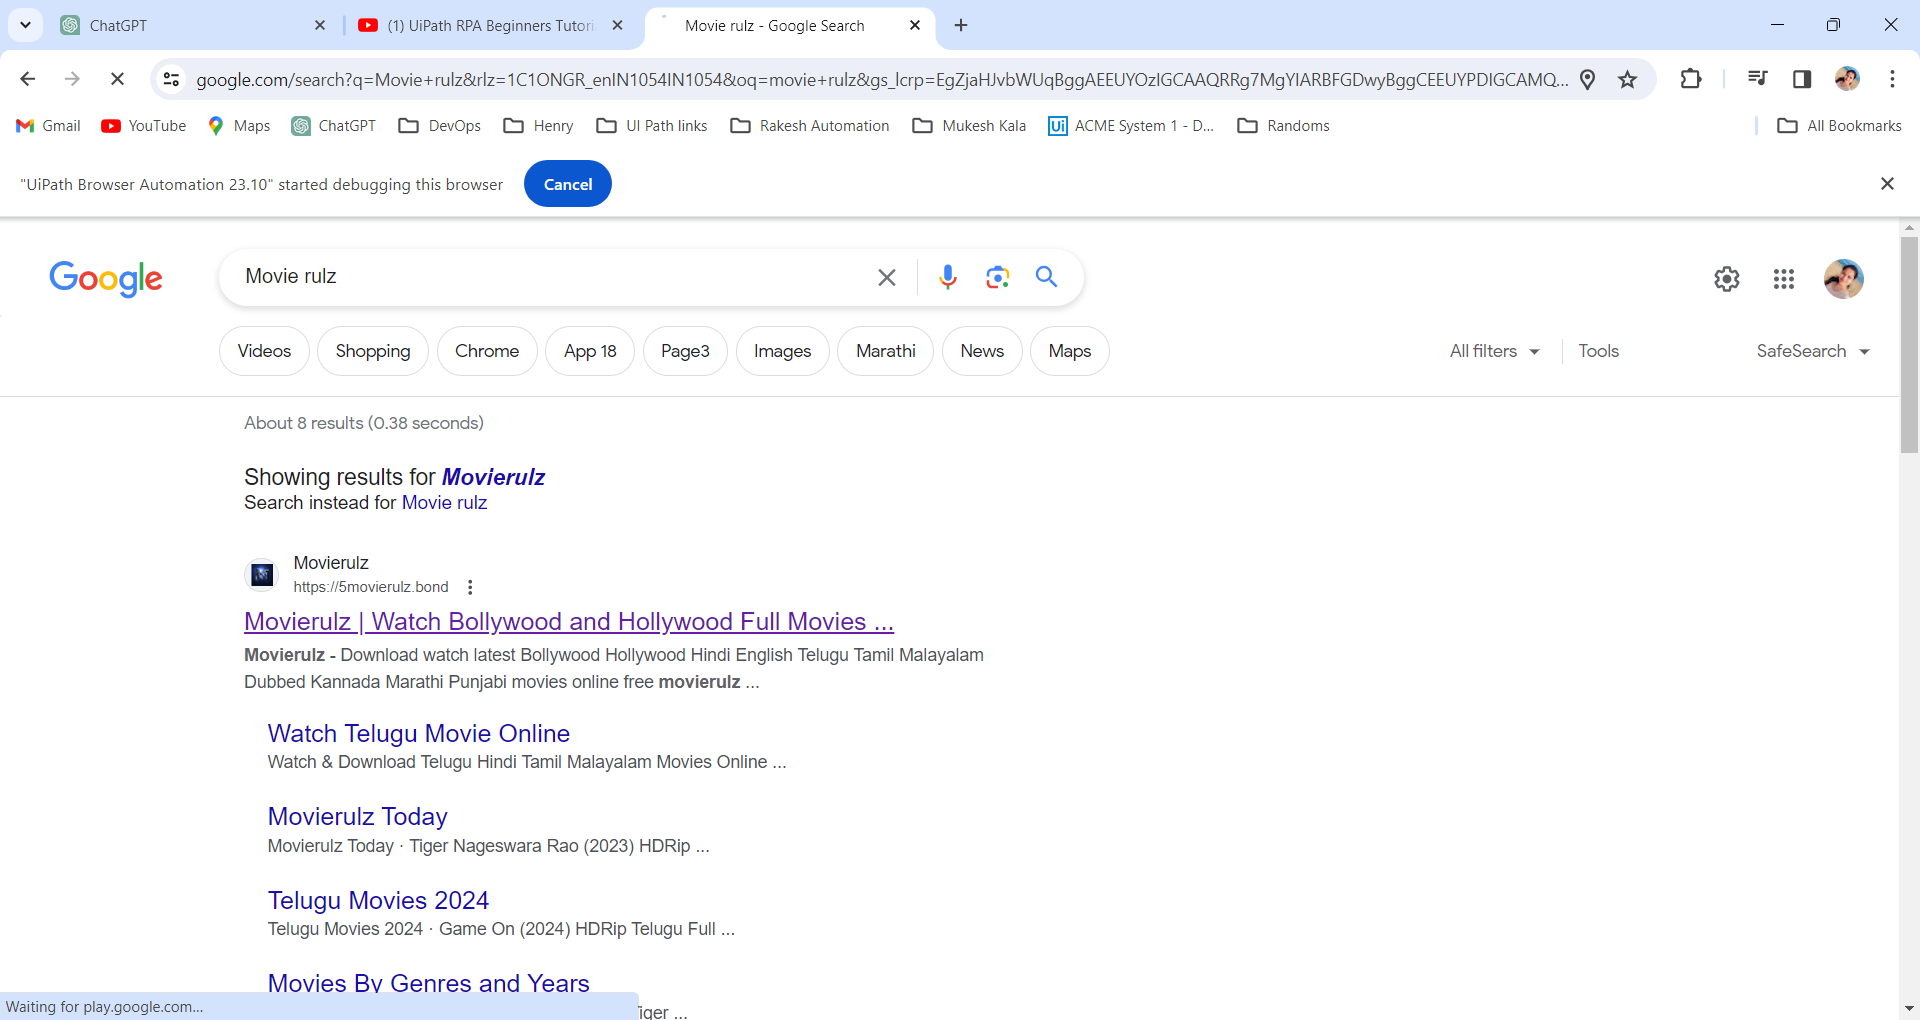 ChatGPT
(1) UiPath RPA Beginners Tutori
Movie rulz - Google Search
google.com/search?q=Movie+rulz&rlz=1C1ONGR_enIN1054IN1054&oq=movie+rulz&gs_lcrp=EgZjaHJvbWUqBggAEEUYOzIGCAAQRRg7MgYIARBFGDwyBggCEEUYPDIGCAMQ...
Gmail YouTube Maps ChatGPT DevOps Henry UI Path links Rakesh Automation Mukesh Kala ACME System 1 - D... Randoms All Bookmarks
"UiPath Browser Automation 23.10" started debugging this browser Cancel
Google Movie rulz
Videos Shopping Chrome App 18 Page3 Images Marathi News Maps All filters Tools SafeSearch
About 8 results (0.38 seconds)
Showing results for Movierulz
Search instead for Movie rulz
Movierulz
https://5movierulz.bond
Movierulz | Watch Bollywood and Hollywood Full Movies ...
Movierulz - Download watch latest Bollywood Hollywood Hindi English Telugu Tamil Malayalam
Dubbed Kannada Marathi Punjabi movies online free movierulz ...
Watch Telugu Movie Online
Watch & Download Telugu Hindi Tamil Malayalam Movies Online ...
Movierulz Today
Movierulz Today · Tiger Nageswara Rao (2023) HDRip ...
Telugu Movies 2024
Telugu Movies 2024 · Game On (2024) HDRip Telugu Full ...
Movies By Genres and Years
iger ...
Waiting for play.google.com...